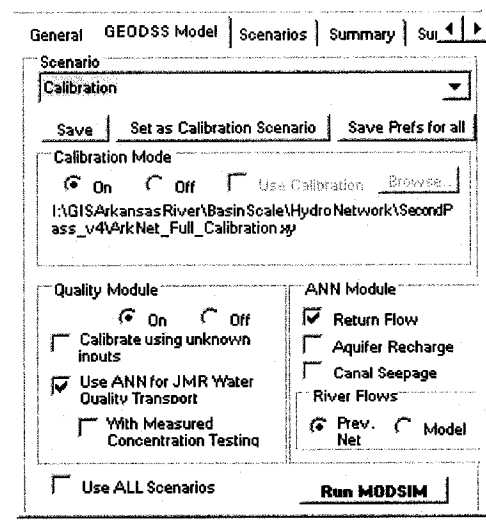 General GEODSS Model Scenarios Summary
Scenario
Calibration
Save Set as Calibration Scenario Save Prefs for all
Calibration Mode
On Off Use Calibration Browse...
I:\GISArkansasRiver\BasinScale\HydroNetwork\SecondP
ass_v4\ArkNet_Full_Calibration.xy
Quality Module ANN Module
On Off Return Flow
Calibrate using unknown Aquifer Recharge
inputs Canal Seepage
Use ANN for JMR Water River Flows
Quality Transport
With Measured Prev. Model
Concentration Testing Net
Use ALL Scenarios Run MODSIM